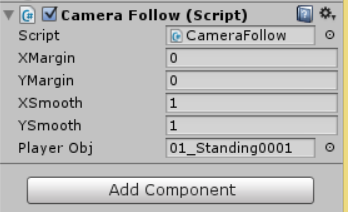 Camera Follow (Script)
Script CameraFollow
XMargin 0
YMargin 0
XSmooth 1
YSmooth 1
Player Obj 01_Standing0001
Add Component